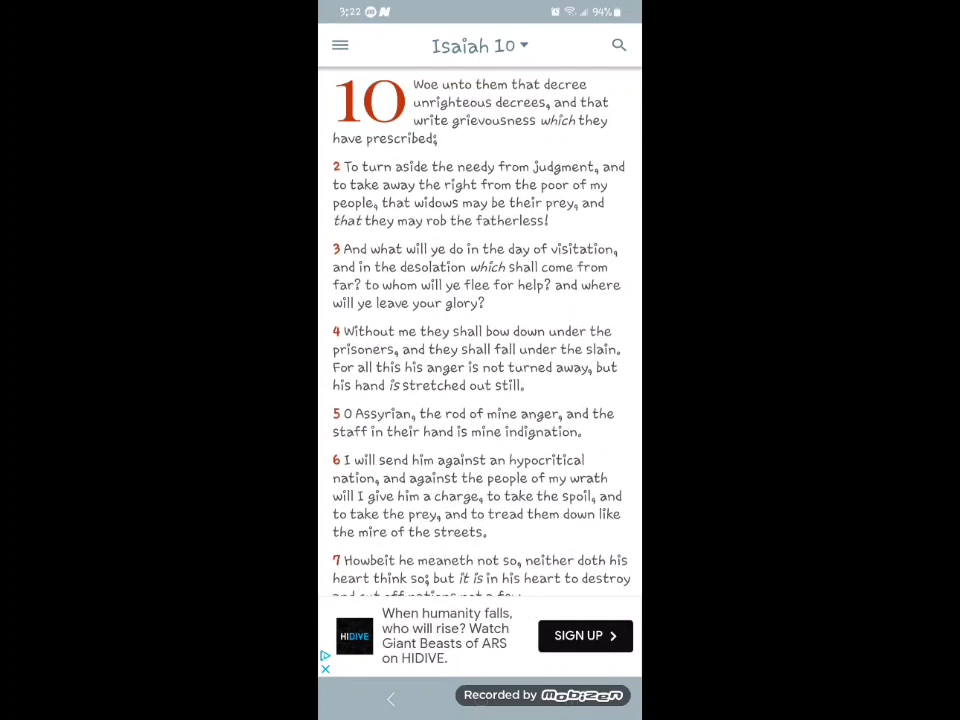 3:22 94%
Isaiah 10
10 Woe unto them that decree
unrighteous decrees, and that
write grievousness which they
have prescribed;
2 To turn aside the needy from judgment, and
to take away the right from the poor of my
people, that widows may be their prey, and
that they may rob the fatherless!
3 And what will ye do in the day of visitation,
and in the desolation which shall come from
far? to whom will ye flee for help? and where
will ye leave your glory?
4 Without me they shall bow down under the
prisoners, and they shall fall under the slain.
For all this his anger is not turned away, but
his hand is stretched out still.
5 O Assyrian, the rod of mine anger, and the
staff in their hand is mine indignation.
6 I will send him against an hypocritical
nation, and against the people of my wrath
will I give him a charge, to take the spoil, and
to take the prey, and to tread them down like
the mire of the streets.
7 Howbeit he meaneth not so, neither doth his
heart think so; but it is in his heart to destroy
and cut off nations not a few.
HIDIVE
When humanity falls,
who will rise? Watch
Giant Beasts of ARS
on HIDIVE.
SIGN UP
Recorded by mobizen